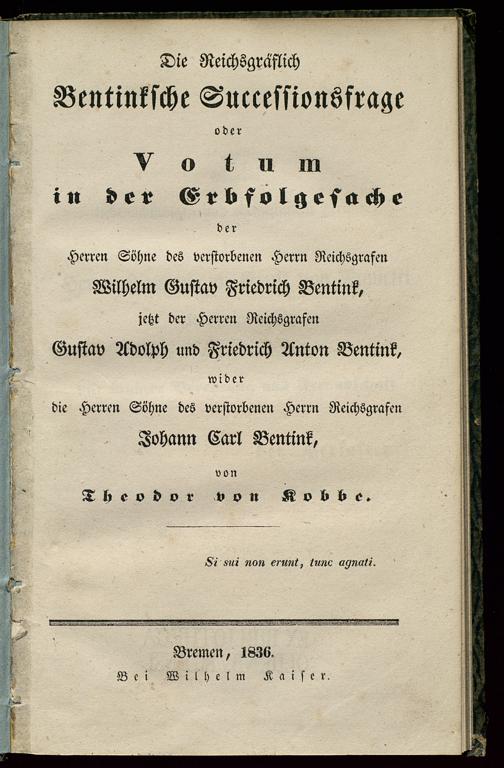 Die Reichsgräflich
Bentinksche Successionsfrage
oder
Votum
in der Erbfolgesache
der
Herren Söhne des verstorbenen Herrn Reichsgrafen
Wilhelm Gustav Friedrich Bentink,
jetzt der Herren Reichsgrafen
Gustav Adolph und Friedrich Anton Bentink,
wider
die Herren Söhne des verstorbenen Herrn Reichsgrafen
Johann Carl Bentink,
von
Theodor von Kobbe.
Si sui non erunt, tunc agnati.
Bremen, 1836.
Bei Wilhelm Kaiser.